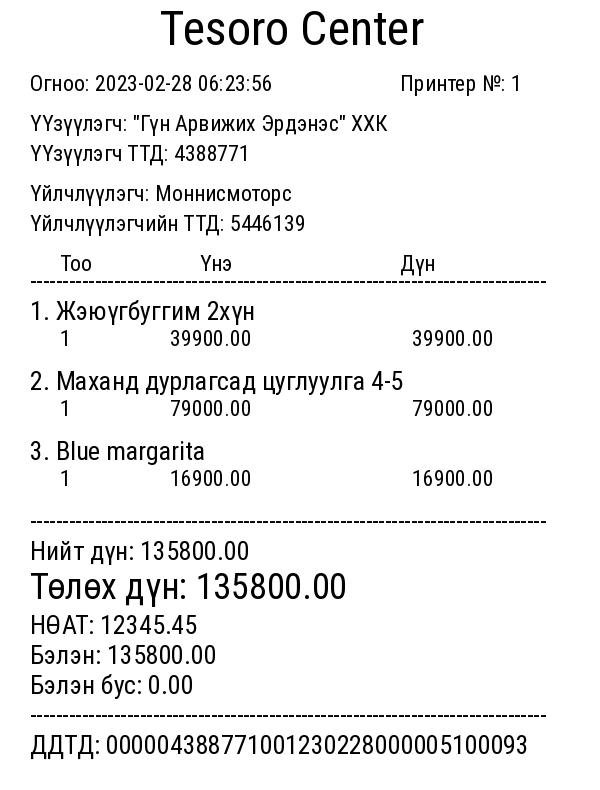 Tesoro Center
Огноо: 2023-02-28 06:23:56 Принтер №: 1
ҮҮзүүлэгч: "Гүн Арвижих Эрдэнэс" ХХК
ҮҮзүүлэгч ТТД: 4388771
Үйлчлүүлэгч: Моннисмоторс
Үйлчлүүлэгчийн ТТД: 5446139
Тоо Үнэ Дүн
1. Жэюүгбуггим 2хүн
1 39900.00 39900.00
2. Маханд дурлагсад цуглуулга 4-5
1 79000.00 79000.00
3. Blue margarita
1 16900.00 16900.00
Нийт дүн: 135800.00
Төлөх дүн: 135800.00
НӨАТ: 12345.45
Бэлэн: 135800.00
Бэлэн бус: 0.00
ДДТД: 000004388771001230228000005100093